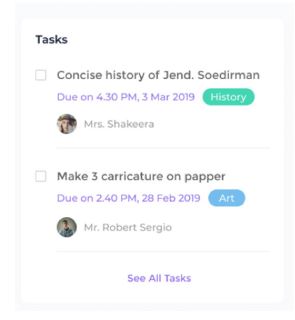 Tasks
Concise history of Jend. Soedirman
Due on 4.30 PM, 3 Mar 2019 History
Mrs. Shakeera
Make 3 carricature on papper
Due on 2.40 PM, 28 Feb 2019 Art
Mr. Robert Sergio
See All Tasks